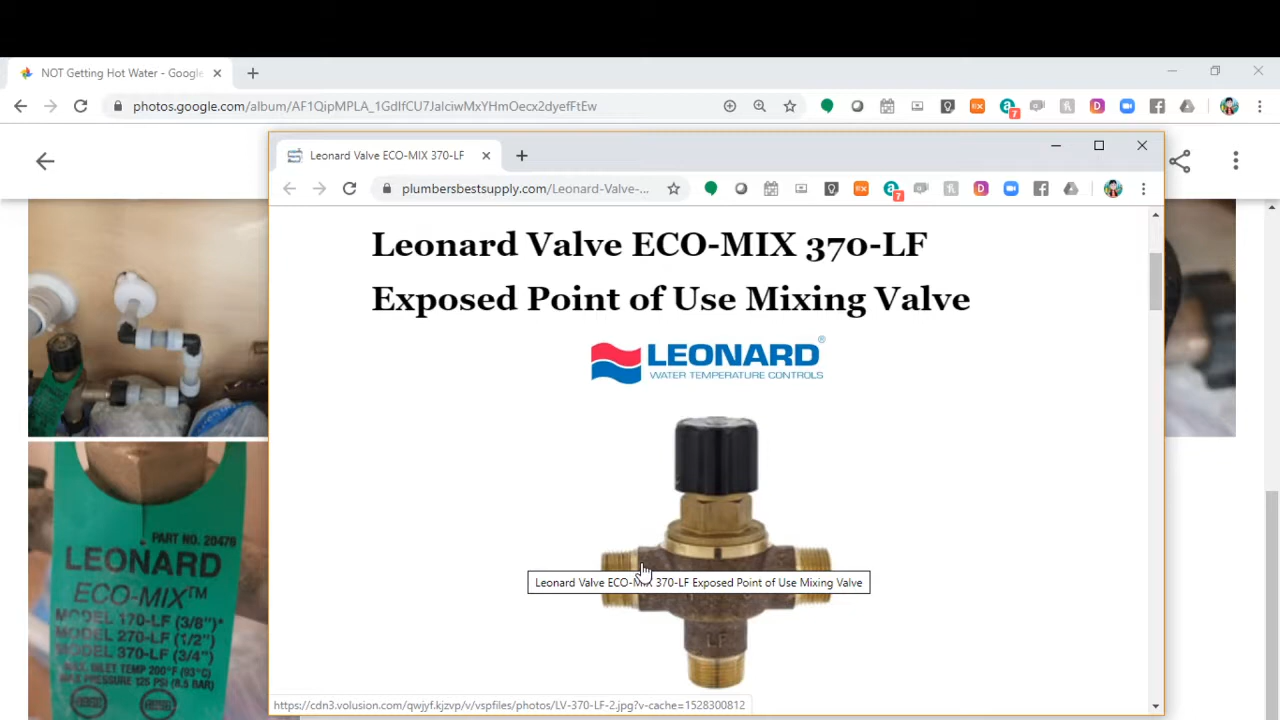 NOT Getting Hot Water - Google
photos.google.com/album/AF1QipMPLA_1GdlfCU7JalciwMxYHmOecx2dyefFtEw
7
Leonard Valve ECO-MIX 370-LF
plumbersbestsupply.com/Leonard-Valve-...
7
Leonard Valve ECO-MIX 370-LF
Exposed Point of Use Mixing Valve
LEONARD®
WATER TEMPERATURE CONTROLS
Leonard Valve ECO-MIX 370-LF Exposed Point of Use Mixing Valve
LF
PART NO. 20476
LEONARD
ECO-MIX™
MODEL 170-LF (3/8")*
MODEL 270-LF (1/2")
MODEL 370-LF (3/4")
MAX. INLET TEMP 200°F (93°C)
MAX PRESSURE 125 PSI (8.5 BAR)
https://cdn3.volusion.com/qwjyf.kjzvp/v/vspfiles/photos/LV-370-LF-2.jpg?v-cache=1528300812